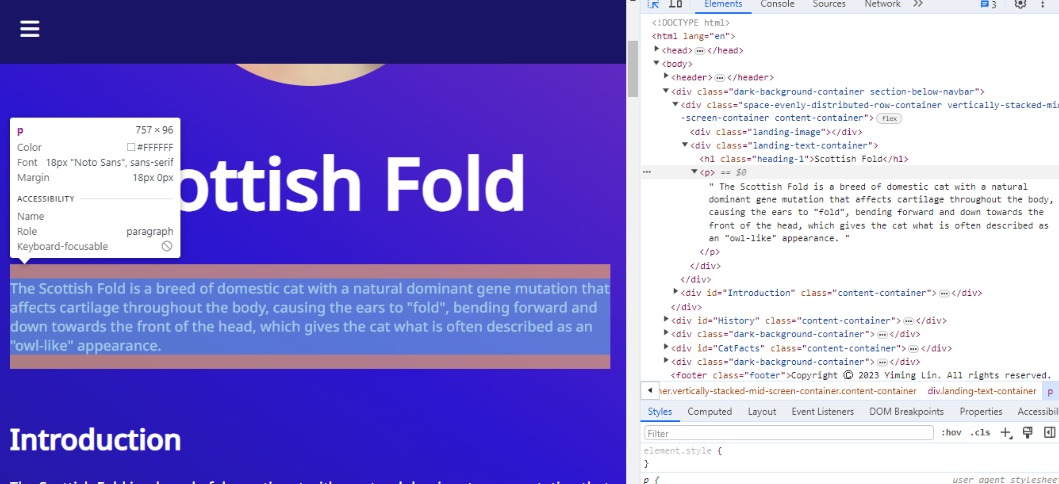 Elements Console Sources Network 3
<!DOCTYPE html>
<html lang="en">
<head> </head>
<body>
<header> </header>
<div class="dark-background-container section-below-navbar">
<div class="space-evenly-distributed-row-container vertically-stacked-mid
-screen-container content-container"> flex
<div class="landing-image"></div>
<div class="landing-text-container">
<h1 class="heading-1">Scottish Fold</h1>
<p> == $0
" The Scottish Fold is a breed of domestic cat with a natural
dominant gene mutation that affects cartilage throughout the body,
causing the ears to "fold", bending forward and down towards the
front of the head, which gives the cat what is often described as
an "owl-like" appearance. "
</p>
</div>
</div>
<div id="Introduction" class="content-container"> </div>
</div>
<div id="History" class="content-container"> </div>
<div class="dark-background-container"> </div>
<div id="CatFacts" class="content-container"> </div>
<div class="dark-background-container"> </div>
<footer class="footer">Copyright © 2023 Yiming Lin. All rights reserved.
ner.vertically-stacked-mid-screen-container.content-container div.landing-text-container p
Styles Computed Layout Event Listeners DOM Breakpoints Properties Accessibil
Filter :hov .cls
element.style {
}
p { user agent stylesheet
p 757 × 96
Color #FFFFFF
Font 18px "Noto Sans", sans-serif
Margin 18px 0px
ACCESSIBILITY
Name
Role paragraph
Keyboard-focusable
ottish Fold
The Scottish Fold is a breed of domestic cat with a natural dominant gene mutation that
affects cartilage throughout the body, causing the ears to "fold", bending forward and
down towards the front of the head, which gives the cat what is often described as an
"owl-like" appearance.
Introduction